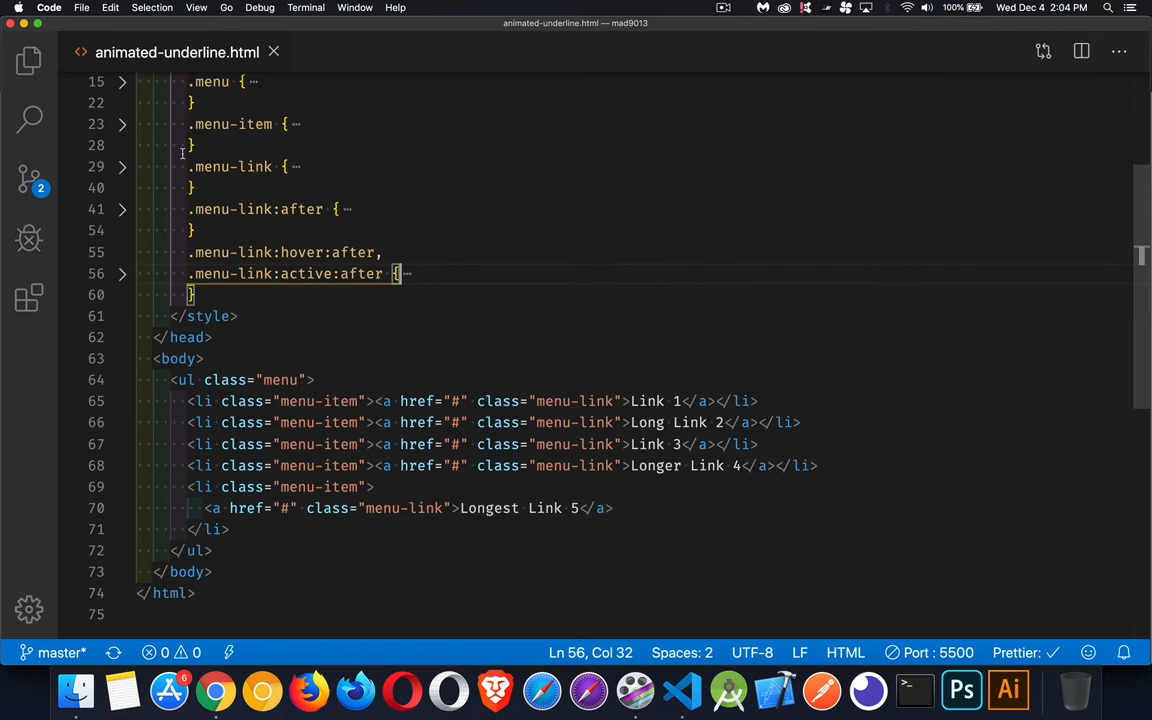 Code File Edit Selection View Go Debug Terminal Window Help 100% Wed Dec 4 2:04 PM
animated-underline.html — mad9013
<> animated-underline.html
15 .menu { ⋯
22 }
23 .menu-item { ⋯
28 }
29 .menu-link { ⋯
40 }
41 .menu-link:after { ⋯
54 }
55 .menu-link:hover:after,
56 .menu-link:active:after { ⋯
60 }
61 </style>
62 </head>
63 <body>
64 <ul class="menu">
65 <li class="menu-item"><a href="#" class="menu-link">Link 1</a></li>
66 <li class="menu-item"><a href="#" class="menu-link">Long Link 2</a></li>
67 <li class="menu-item"><a href="#" class="menu-link">Link 3</a></li>
68 <li class="menu-item"><a href="#" class="menu-link">Longer Link 4</a></li>
69 <li class="menu-item">
70 <a href="#" class="menu-link">Longest Link 5</a>
71 </li>
72 </ul>
73 </body>
74 </html>
75
2
master* 0 0 Ln 56, Col 32 Spaces: 2 UTF-8 LF HTML Port : 5500 Prettier: ✓
6
>_
Ps
Ai